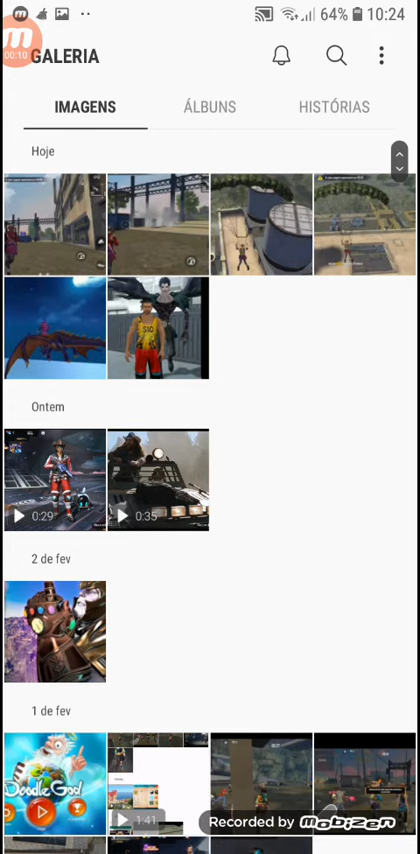 64% 10:24
00:10
GALERIA
IMAGENS ÁLBUNS HISTÓRIAS
Hoje
S10
Ontem
0:29 0:35
2 de fev
1 de fev
Doodle God
1:41
Recorded by mobizen